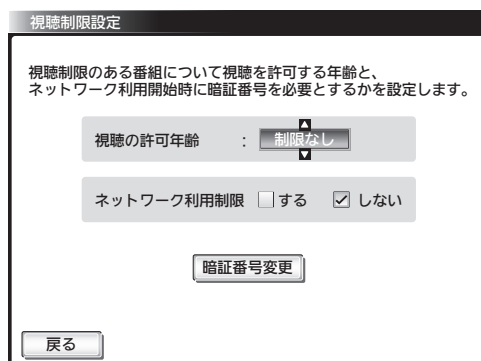 視聴制限設定
視聴制限のある番組について視聴を許可する年齢と、
ネットワーク利用開始時に暗証番号を必要とするかを設定します。
視聴の許可年齢 : 制限なし
ネットワーク利用制限 する しない
暗証番号変更
戻る